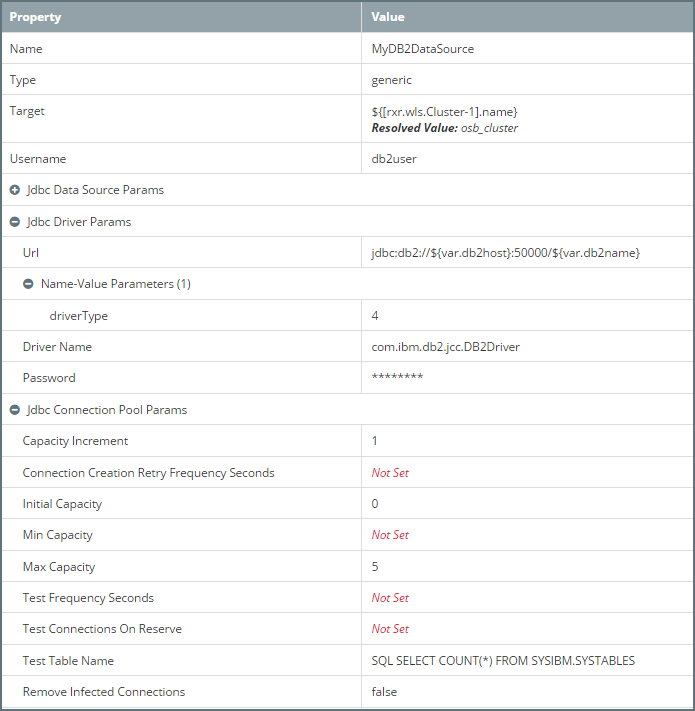 Property Value
Name MyDB2DataSource
Type generic
Target ${[rxr.wls.Cluster-1].name}
Resolved Value: osb_cluster
Username db2user
Jdbc Data Source Params
Jdbc Driver Params
Url jdbc:db2://${var.db2host}:50000/${var.db2name}
Name-Value Parameters (1)
driverType 4
Driver Name com.ibm.db2.jcc.DB2Driver
Password ********
Jdbc Connection Pool Params
Capacity Increment 1
Connection Creation Retry Frequency Seconds Not Set
Initial Capacity 0
Min Capacity Not Set
Max Capacity 5
Test Frequency Seconds Not Set
Test Connections On Reserve Not Set
Test Table Name SQL SELECT COUNT(*) FROM SYSIBM.SYSTABLES
Remove Infected Connections false